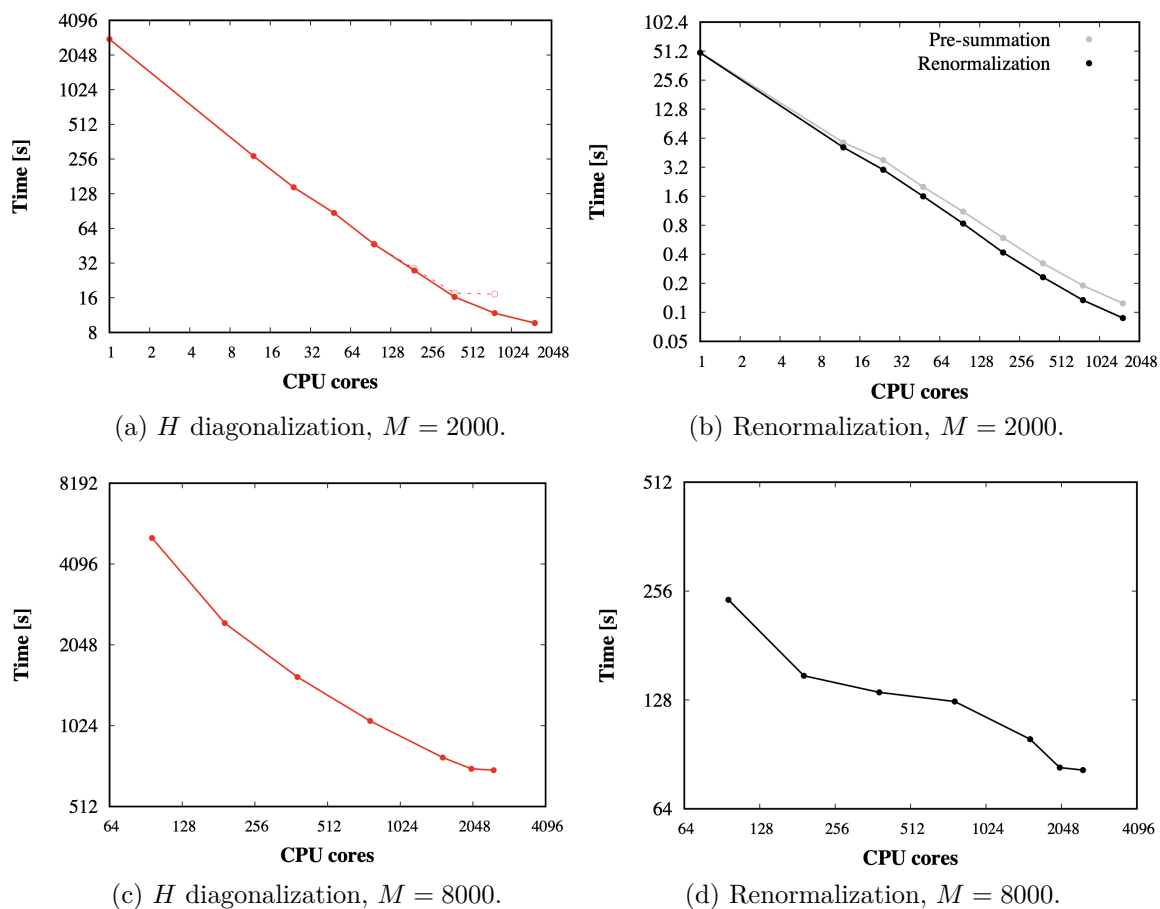 4096
2048
1024
512
256
128
64
32
16
8
Time [s]
1 2 4 8 16 32 64 128 256 512 1024 2048
CPU cores
(a) H diagonalization, M = 2000.
102.4
51.2
25.6
12.8
6.4
3.2
1.6
0.8
0.4
0.2
0.1
0.05
Time [s]
Pre-summation
Renormalization
1 2 4 8 16 32 64 128 256 512 1024 2048
CPU cores
(b) Renormalization, M = 2000.
8192
4096
2048
1024
512
Time [s]
64 128 256 512 1024 2048 4096
CPU cores
(c) H diagonalization, M = 8000.
512
256
128
64
Time [s]
64 128 256 512 1024 2048 4096
CPU cores
(d) Renormalization, M = 8000.